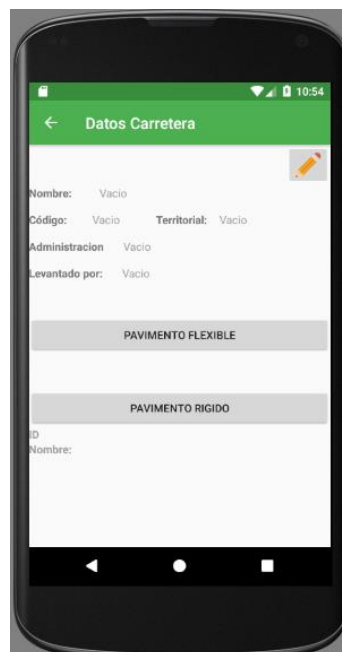 10:54
Datos Carretera
Nombre: Vacio
Código: Vacio Territorial: Vacio
Administracion Vacio
Levantado por: Vacio
PAVIMENTO FLEXIBLE
PAVIMENTO RIGIDO
ID
Nombre: